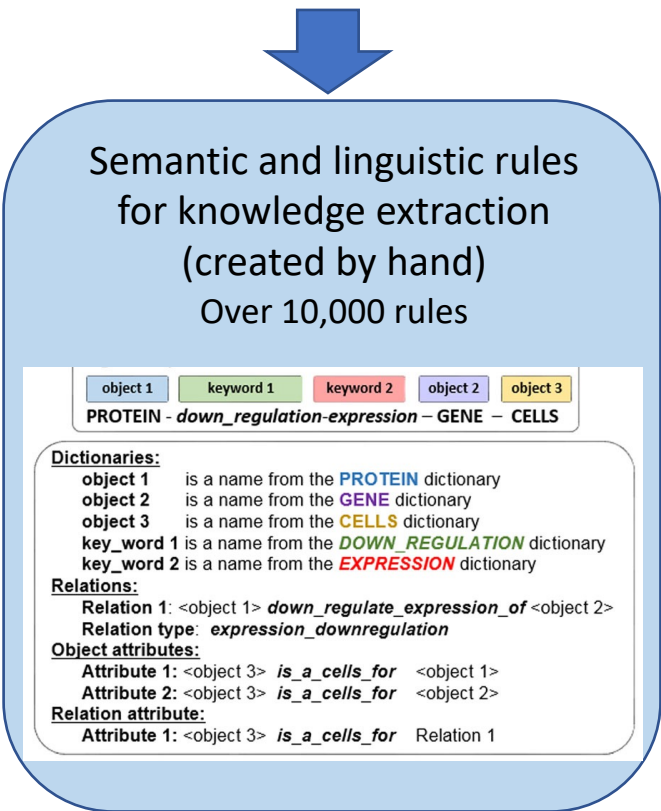 Semantic and linguistic rules
for knowledge extraction
(created by hand)
Over 10,000 rules
object 1 keyword 1 keyword 2 object 2 object 3
PROTEIN - down_regulation-expression – GENE – CELLS
Dictionaries:
object 1 is a name from the PROTEIN dictionary
object 2 is a name from the GENE dictionary
object 3 is a name from the CELLS dictionary
key_word 1 is a name from the DOWN_REGULATION dictionary
key_word 2 is a name from the EXPRESSION dictionary
Relations:
Relation 1: <object 1> down_regulate_expression_of <object 2>
Relation type: expression_downregulation
Object attributes:
Attribute 1: <object 3> is_a_cells_for <object 1>
Attribute 2: <object 3> is_a_cells_for <object 2>
Relation attribute:
Attribute 1: <object 3> is_a_cells_for Relation 1